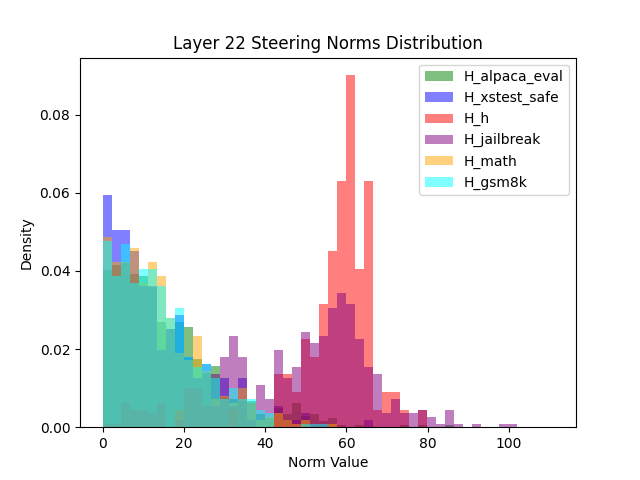 Layer 22 Steering Norms Distribution
H_alpaca_eval
H_xstest_safe
H_h
H_jailbreak
H_math
H_gsm8k
Density
0.08
0.06
0.04
0.02
0.00
0 20 40 60 80 100
Norm Value